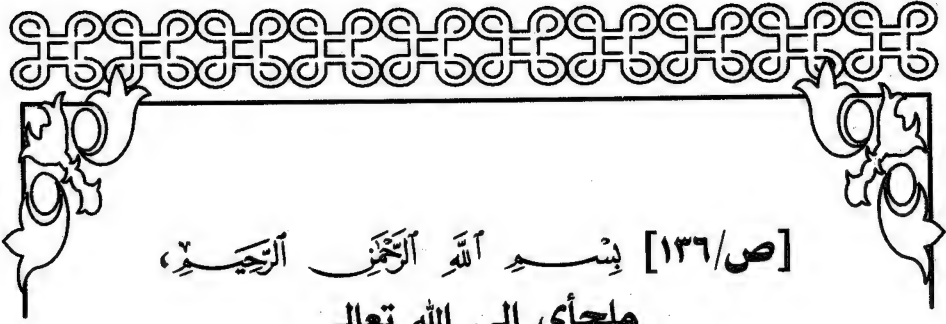 [ص/١٣٦] بِسْمِ ٱللَّهِ ٱلرَّحْمَٰنِ ٱلرَّحِيمِ،
ملجأي إلى الله تعالى